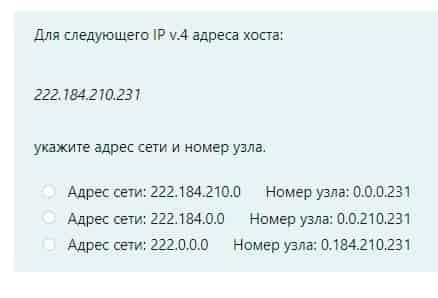 Для следующего IP v.4 адреса хоста:
222.184.210.231
укажите адрес сети и номер узла.
Адрес сети: 222.184.210.0 Номер узла: 0.0.0.231
Адрес сети: 222.184.0.0 Номер узла: 0.0.210.231
Адрес сети: 222.0.0.0 Номер узла: 0.184.210.231